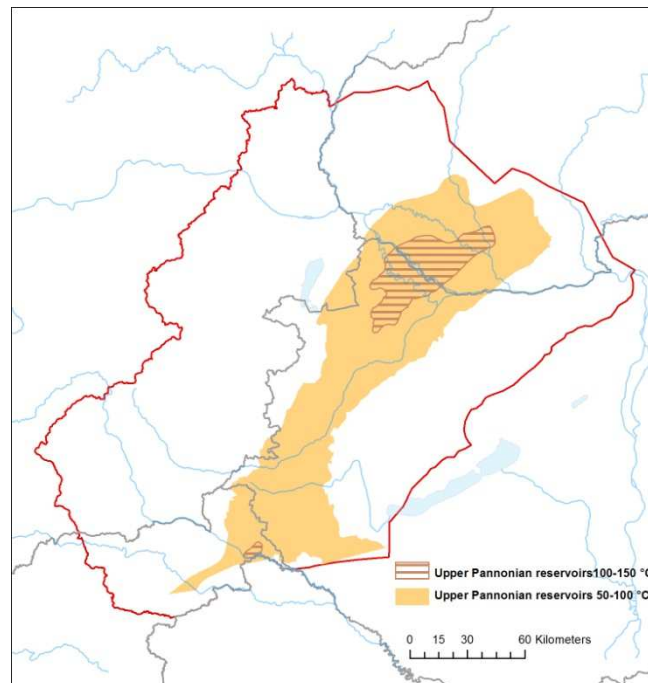 Upper Pannonian reservoirs100-150 °C
Upper Pannonian reservoirs 50-100 °C
0 15 30 60 Kilometers